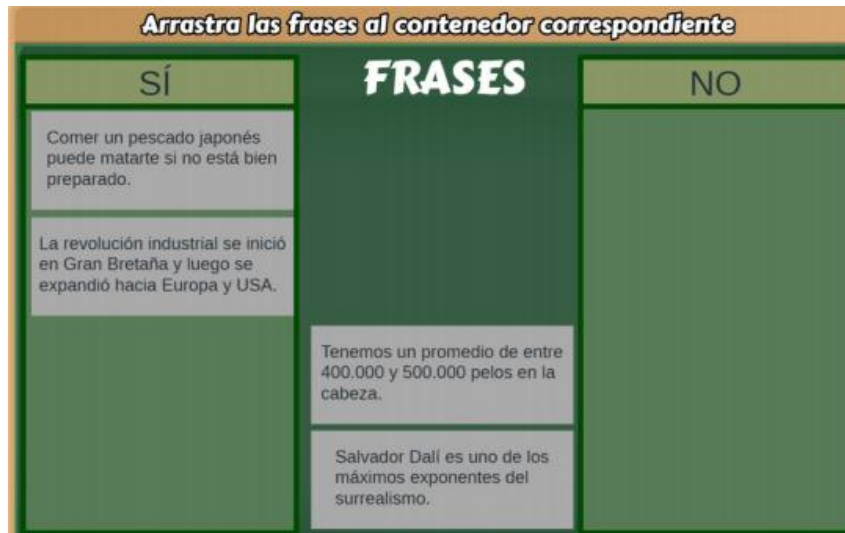 Arrastra las frases al contenedor correspondiente
SÍ
FRASES
NO
Comer un pescado japonés
puede matarte si no está bien
preparado.
La revolución industrial se inició
en Gran Bretaña y luego se
expandió hacia Europa y USA.
Tenemos un promedio de entre
400.000 y 500.000 pelos en la
cabeza.
Salvador Dalí es uno de los
máximos exponentes del
surrealismo.